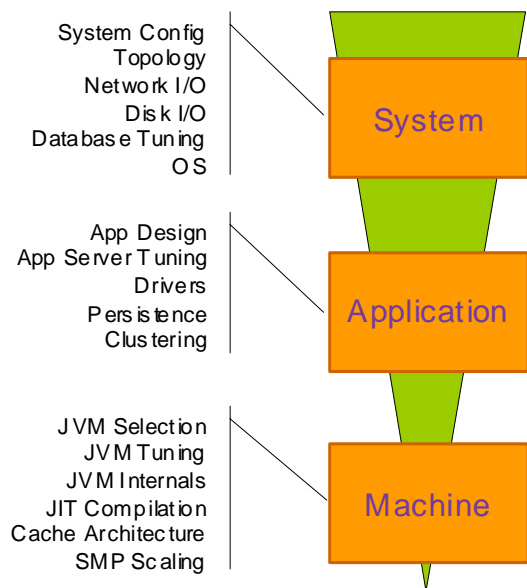 System Config
Topology
Network I/O
Disk I/O
Database Tuning
OS
System
App Design
App Server Tuning
Drivers
Persistence
Clustering
Application
JVM Selection
JVM Tuning
JVM Internals
JIT Compilation
Cache Architecture
SMP Scaling
Machine